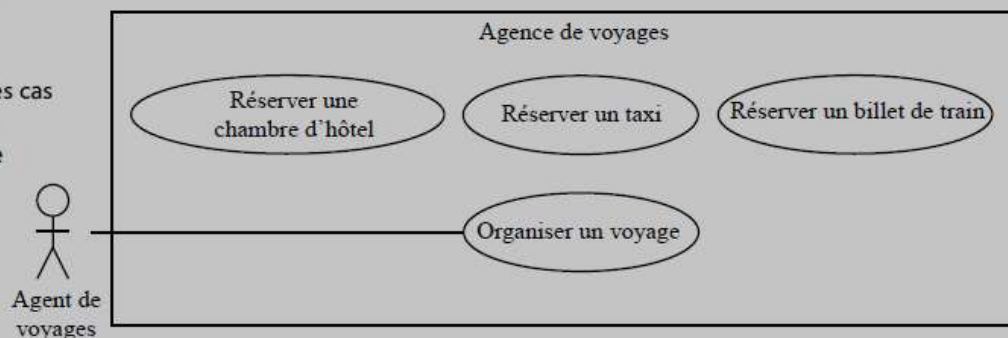 Agence de voyages
es cas
Réserver une
chambre d'hôtel
Réserver un taxi
Réserver un billet de train
e
Organiser un voyage
Agent de
voyages